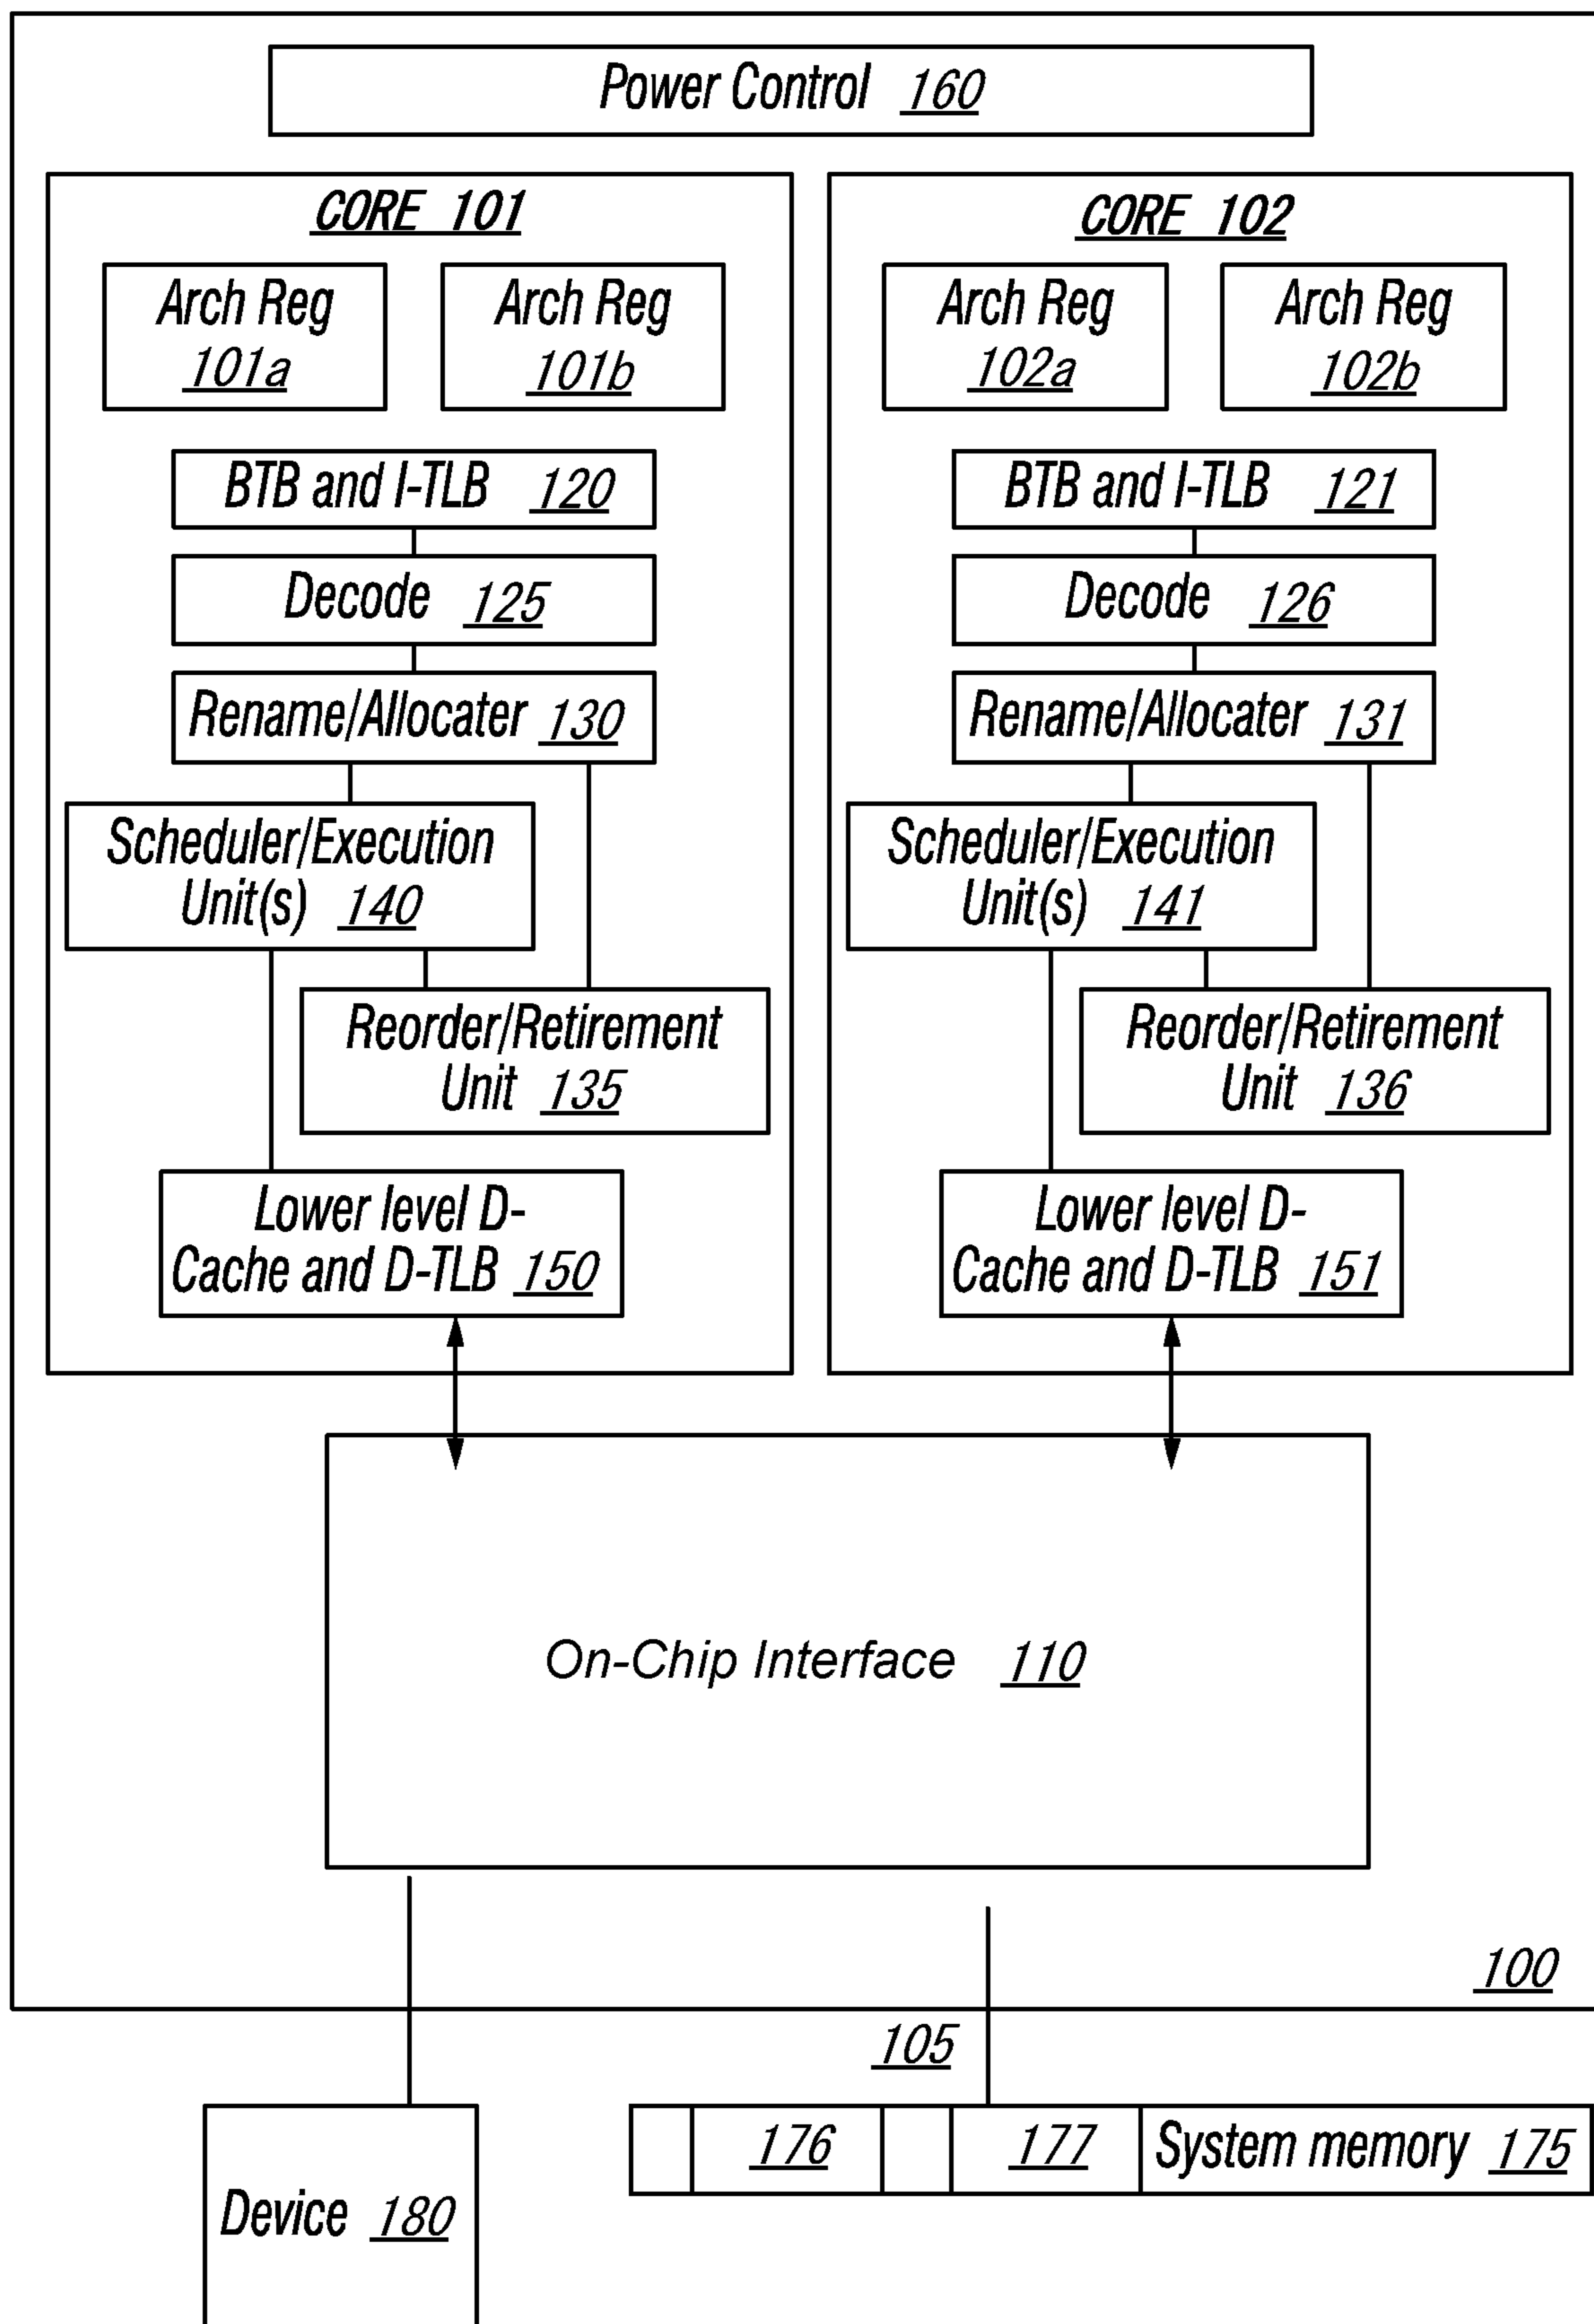 Power Control 160
CORE 101
Arch Reg
101a
Arch Reg
101b
BTB and I-TLB 120
Decode 125
Rename/Allocater 130
Scheduler/Execution
Unit(s) 140
Reorder/Retirement
Unit 135
Lower level D-
Cache and D-TLB 150
CORE 102
Arch Reg
102a
Arch Reg
102b
BTB and I-TLB 121
Decode 126
Rename/Allocater 131
Scheduler/Execution
Unit(s) 141
Reorder/Retirement
Unit 136
Lower level D-
Cache and D-TLB 151
On-Chip Interface 110
100
105
176
177
System memory 175
Device 180